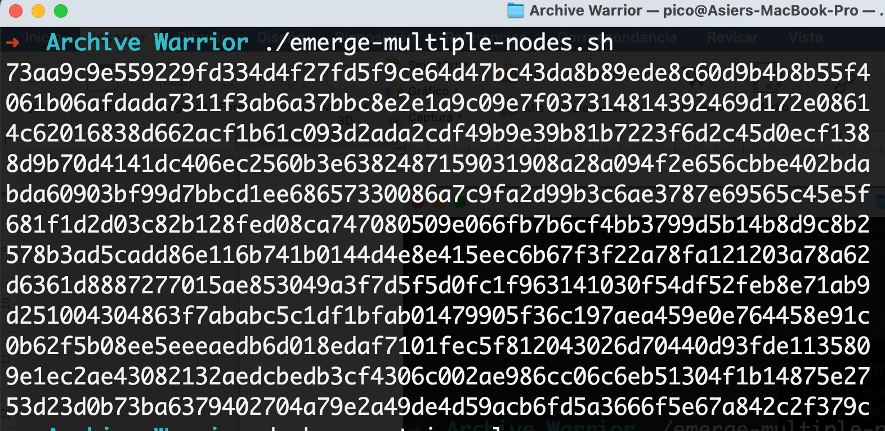 Archive Warrior — pico@Asiers-MacBook-Pro — .
➜ Archive Warrior ./emerge-multiple-nodes.sh
73aa9c9e559229fd334d4f27fd5f9ce64d47bc43da8b89ede8c60d9b4b8b55f4
061b06afdada7311f3ab6a37bbc8e2e1a9c09e7f037314814392469d172e0861
4c62016838d662acf1b61c093d2ada2cdf49b9e39b81b7223f6d2c45d0ecf138
8d9b70d4141dc406ec2560b3e6382487159031908a28a094f2e656cbbe402bda
bda60903bf99d7bbcd1ee68657330086a7c9fa2d99b3c6ae3787e69565c45e5f
681f1d2d03c82b128fed08ca747080509e066fb7b6cf4bb3799d5b14b8d9c8b2
578b3ad5cadd86e116b741b0144d4e8e415eec6b67f3f22a78fa121203a78a62
d6361d8887277015ae853049a3f7d5f5d0fc1f963141030f54df52feb8e71ab9
d251004304863f7ababc5c1df1bfab01479905f36c197aea459e0e764458e91c
0b62f5b08ee5eeeaedb6d018edaf7101fec5f812043026d70440d93fde113580
9e1ec2ae43082132aedcbedb3cf4306c002ae986cc06c6eb51304f1b14875e27
53d23d0b73ba6379402704a79e2a49de4d59acb6fd5a3666f5e67a842c2f379c